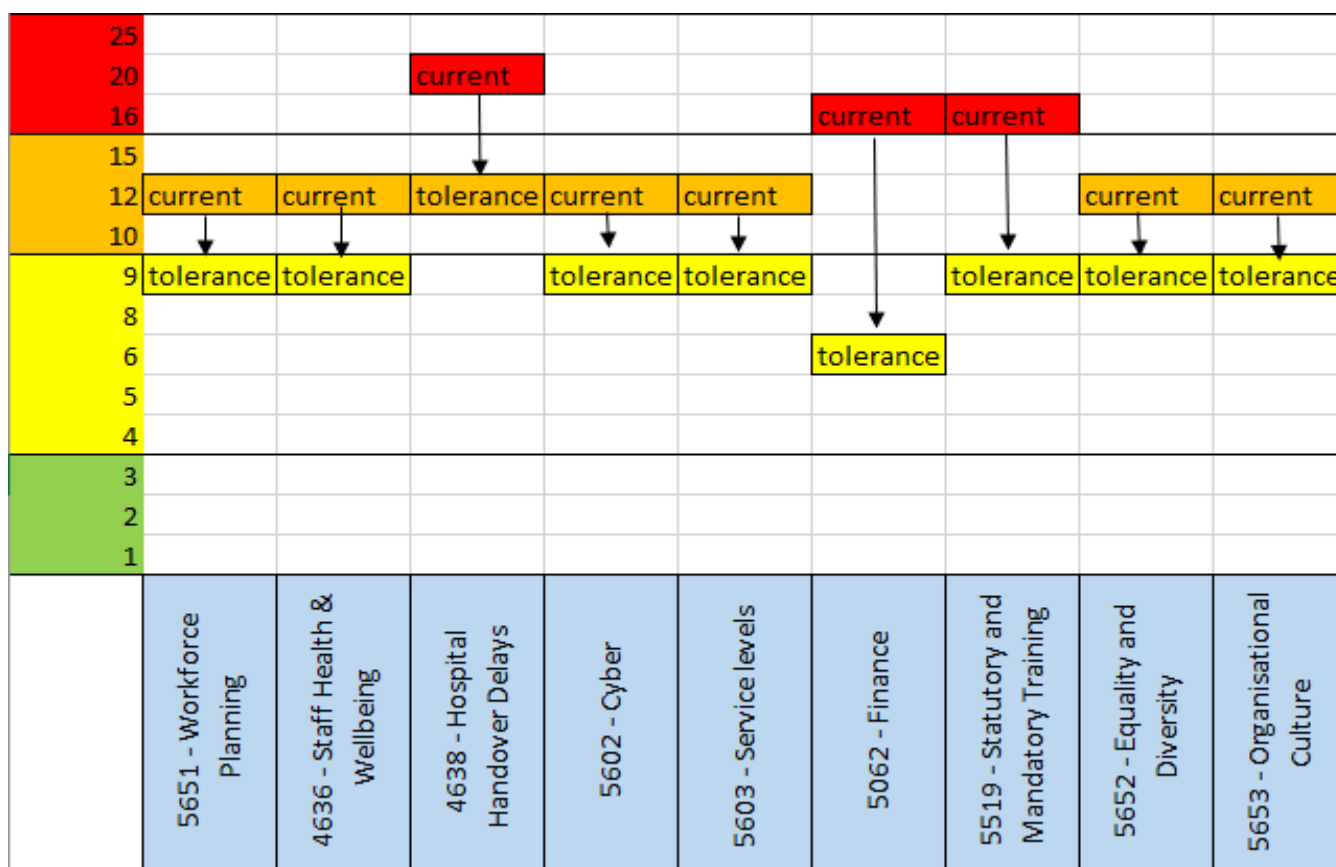 25
20 current
16 current current
15
12 current current tolerance current current current current
10
9 tolerance tolerance tolerance tolerance tolerance tolerance tolerance
8
6 tolerance
5
4
3
2
1
5651 - Workforce
Planning
4636 - Staff Health &
Wellbeing
4638 - Hospital
Handover Delays
5602 - Cyber
5603 - Service levels
5062 - Finance
5519 - Statutory and
Mandatory Training
5652 - Equality and
Diversity
5653 - Organisational
Culture